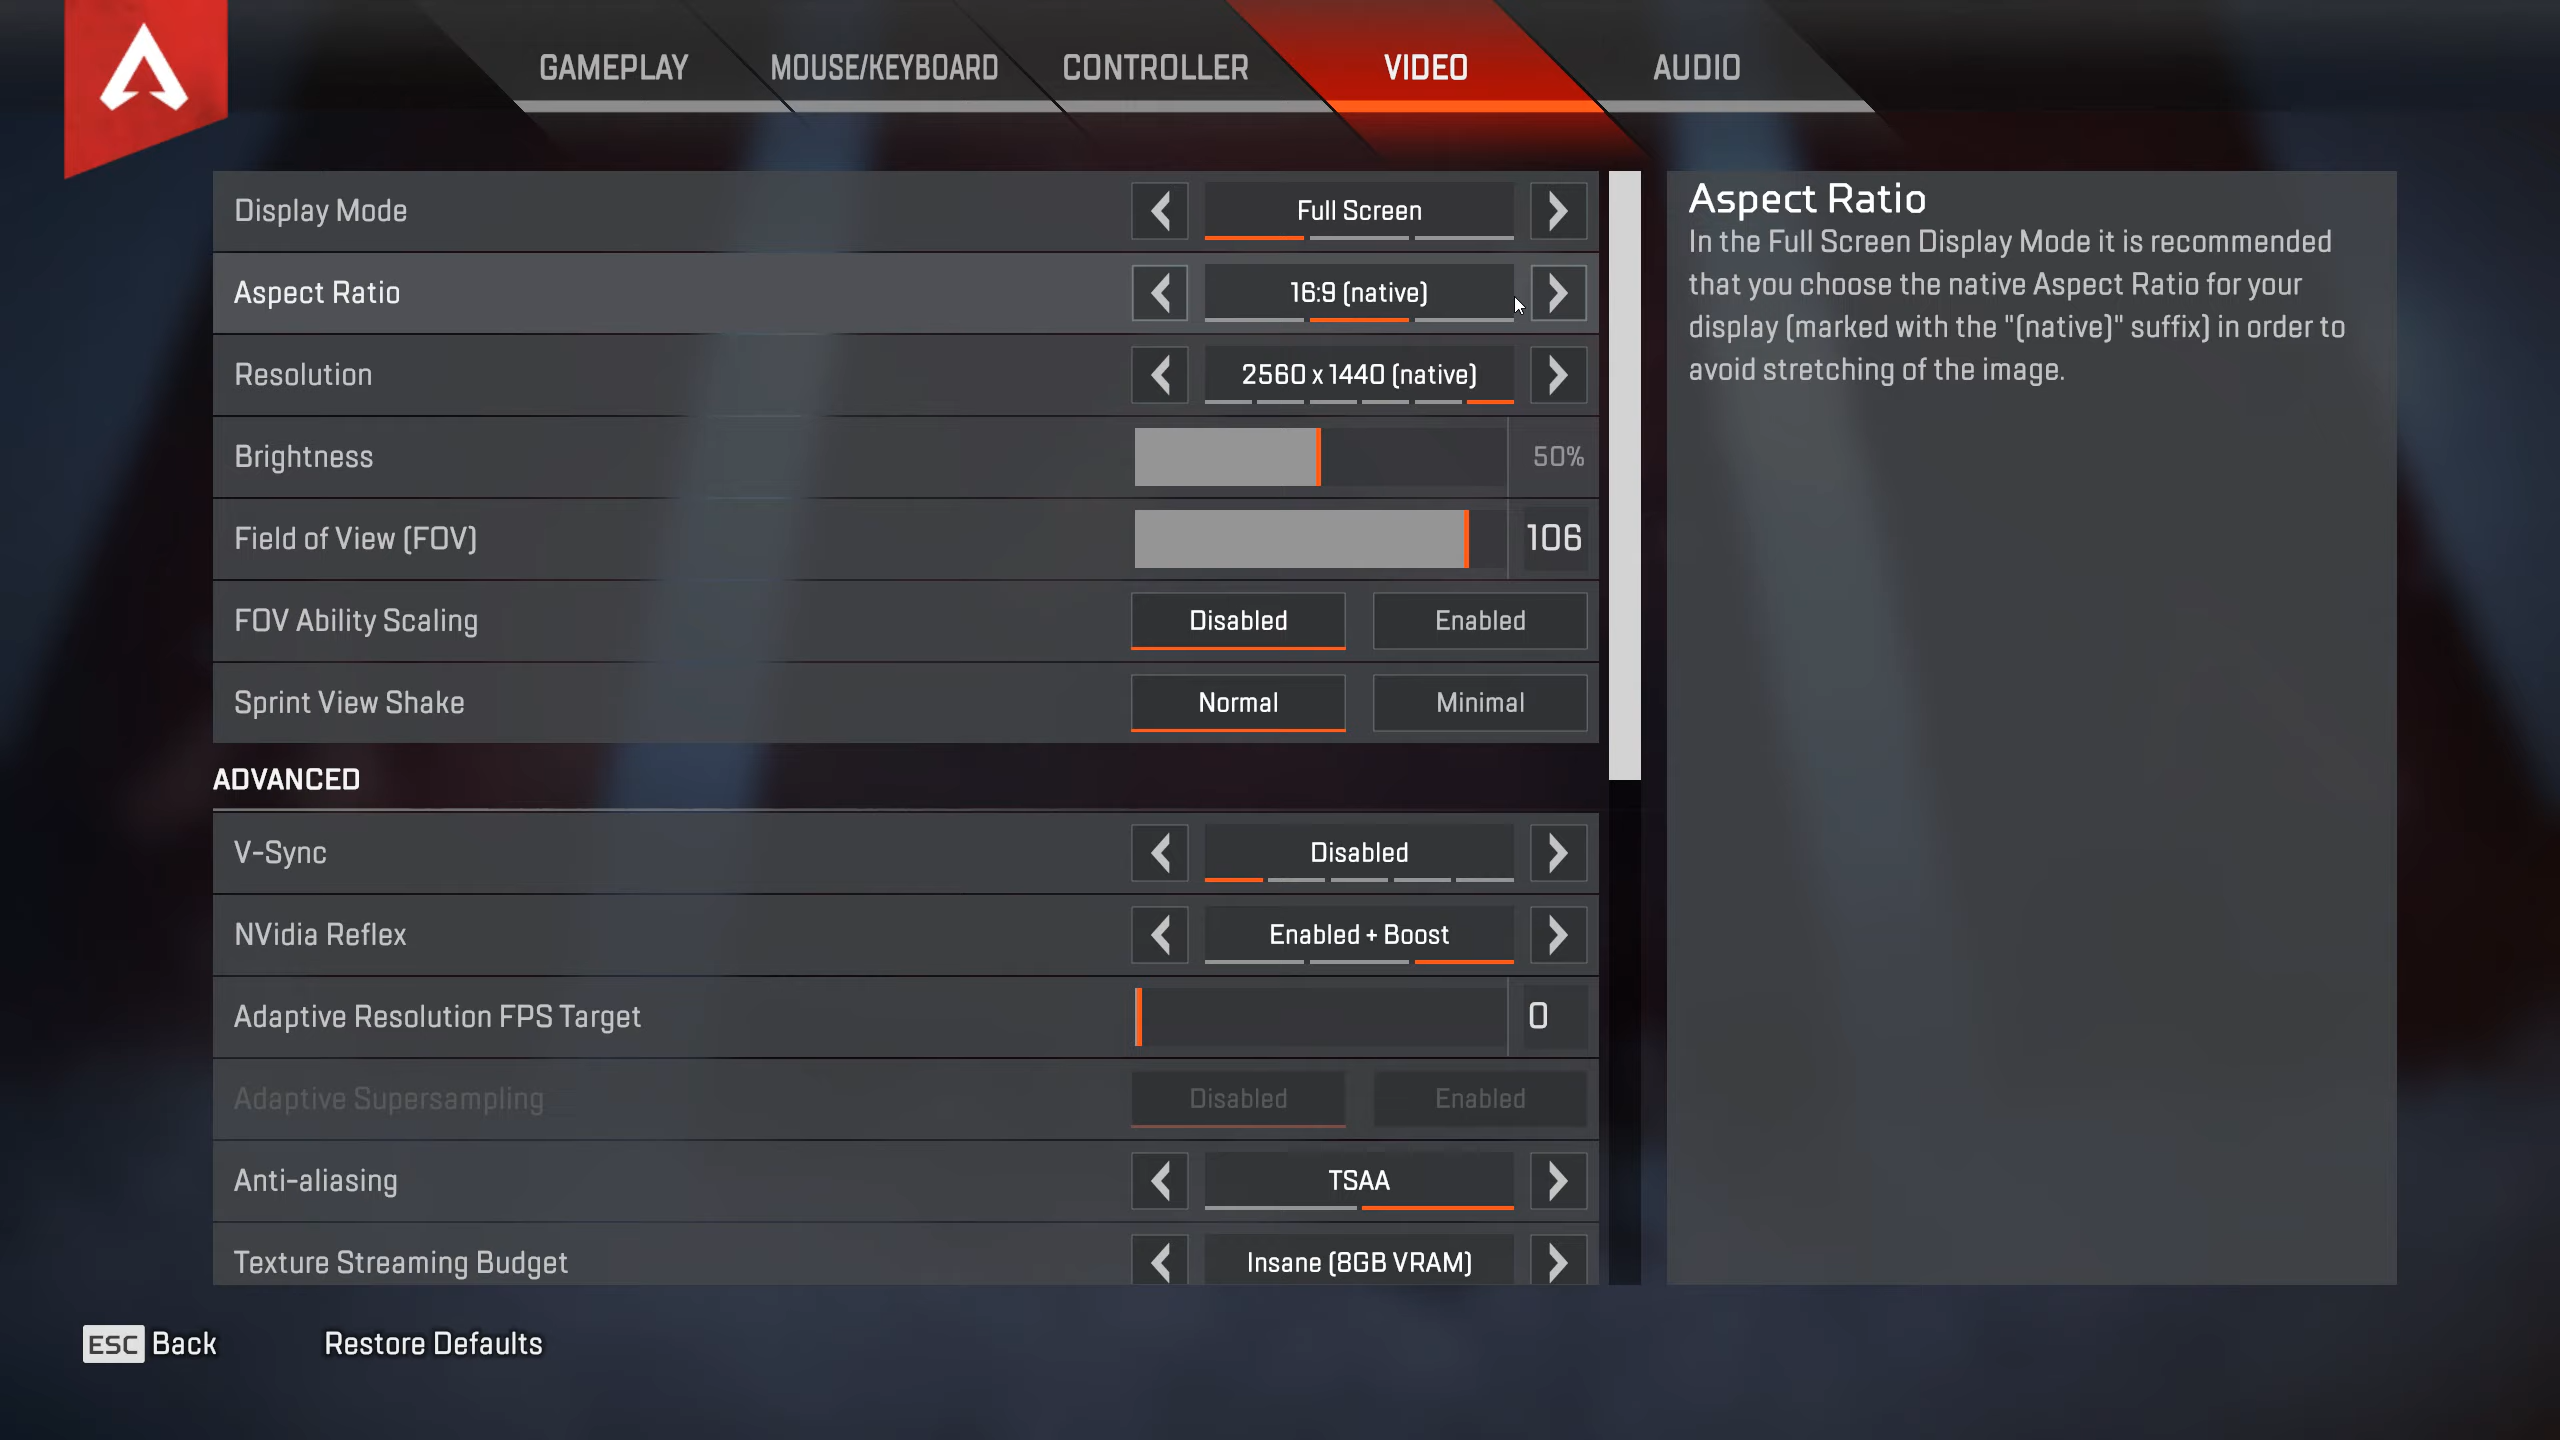 GAMEPLAY MOUSE/KEYBOARD CONTROLLER VIDEO AUDIO
Display Mode Full Screen
Aspect Ratio 16:9 (native)
Resolution 2560 x 1440 (native)
Brightness 50%
Field of View (FOV) 106
FOV Ability Scaling Disabled Enabled
Sprint View Shake Normal Minimal
ADVANCED
V-Sync Disabled
NVidia Reflex Enabled + Boost
Adaptive Resolution FPS Target 0
Adaptive Supersampling Disabled Enabled
Anti-aliasing TSAA
Texture Streaming Budget Insane (8GB VRAM)
Aspect Ratio
In the Full Screen Display Mode it is recommended
that you choose the native Aspect Ratio for your
display (marked with the "(native)" suffix) in order to
avoid stretching of the image.
ESC Back Restore Defaults